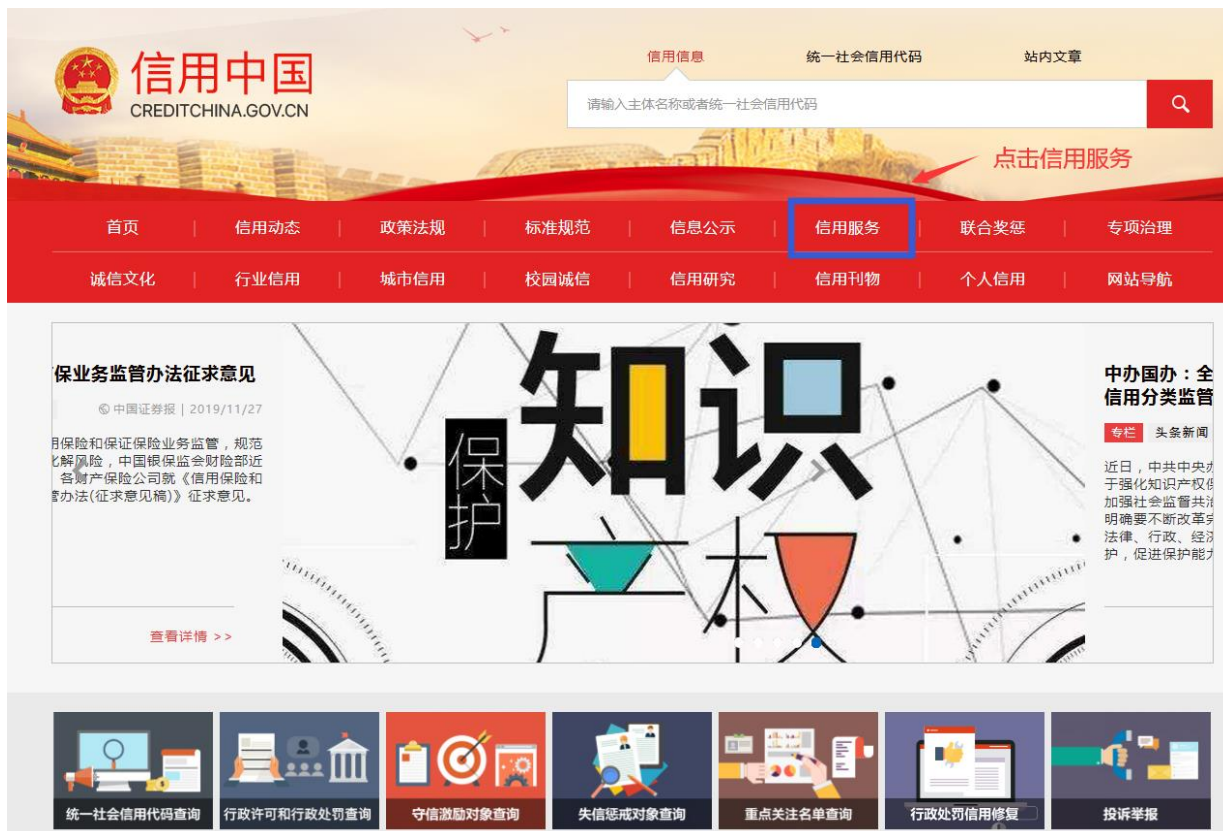 信用中国
CREDITCHINA.GOV.CN
信用信息 统一社会信用代码 站内文章
请输入主体名称或者统一社会信用代码
点击信用服务
首页 信用动态 政策法规 标准规范 信息公示 信用服务 联合奖惩 专项治理
诚信文化 行业信用 城市信用 校园诚信 信用研究 信用刊物 个人信用 网站导航
保业务监管办法征求意见
中国证券报 | 2019/11/27
用保险和保证保险业务监管，规范
化解风险，中国银保监会财险部近
各财产保险公司就《信用保险和
管办法(征求意见稿)》征求意见。
查看详情 >>
知识
保护
产权
中办国办：全
信用分类监管
专栏 头条新闻
近日，中共中央办
于强化知识产权保
加强社会监督共治
明确要不断改革完
法律、行政、经济
护，促进保护能力
统一社会信用代码查询 行政许可和行政处罚查询 守信激励对象查询 失信惩戒对象查询 重点关注名单查询 行政处罚信用修复 投诉举报